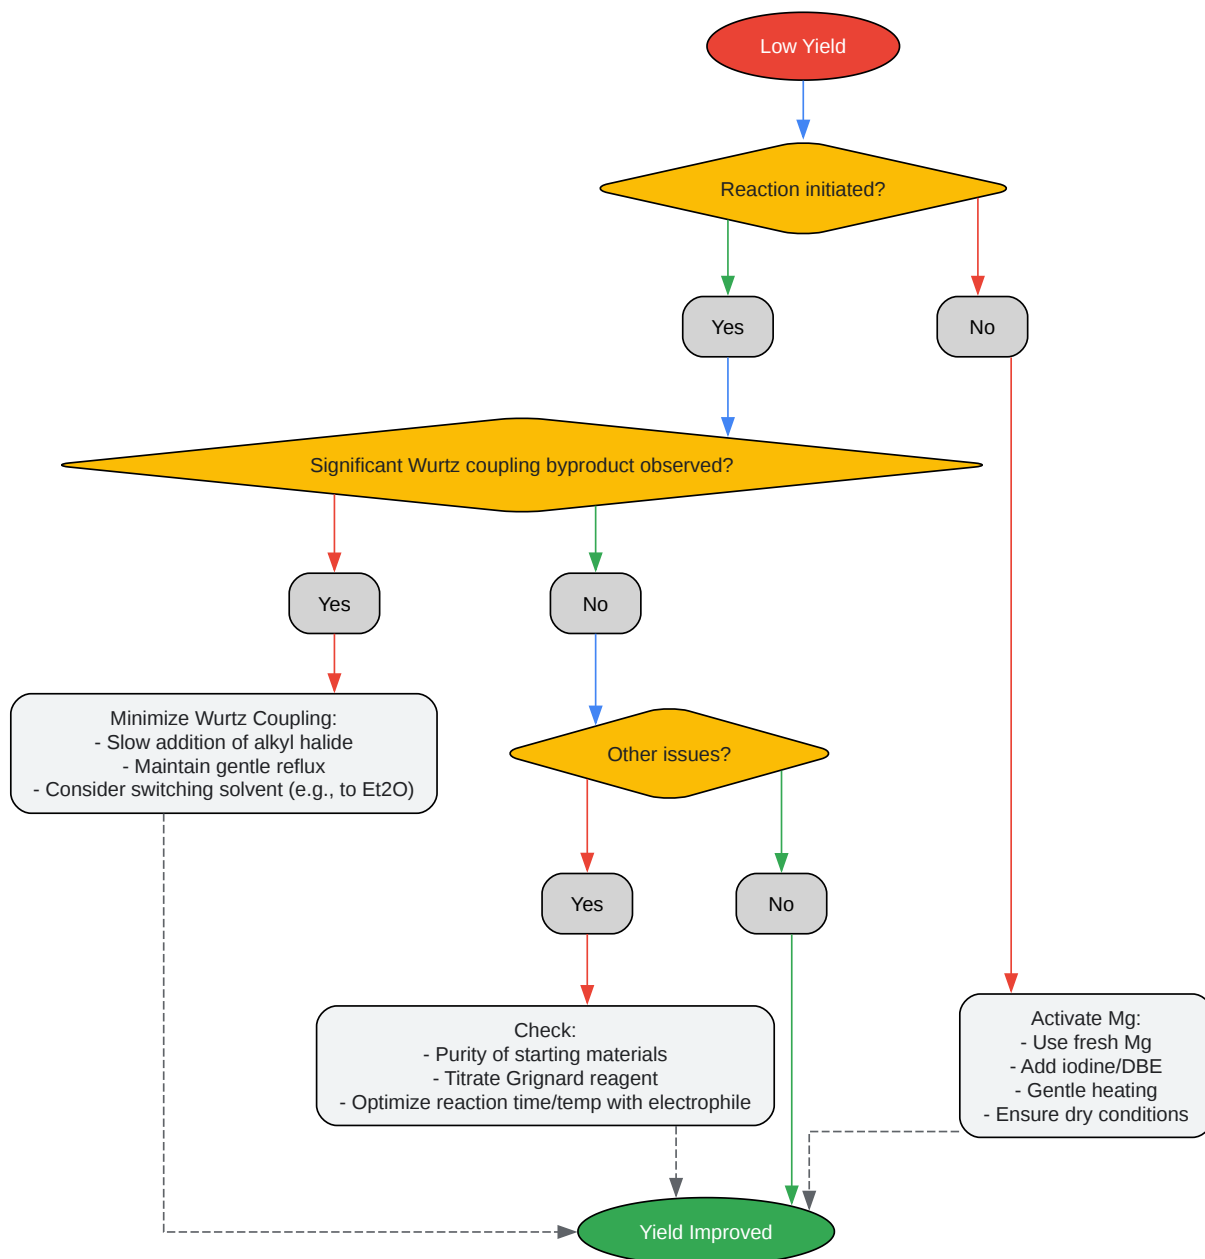 Low Yield
Reaction initiated?
Yes
No
Significant Wurtz coupling byproduct observed?
Yes
No
Minimize Wurtz Coupling:
- Slow addition of alkyl halide
- Maintain gentle reflux
- Consider switching solvent (e.g., to Et2O)
Other issues?
Yes
No
Check:
- Purity of starting materials
- Titrate Grignard reagent
- Optimize reaction time/temp with electrophile
Activate Mg:
- Use fresh Mg
- Add iodine/DBE
- Gentle heating
- Ensure dry conditions
Yield Improved